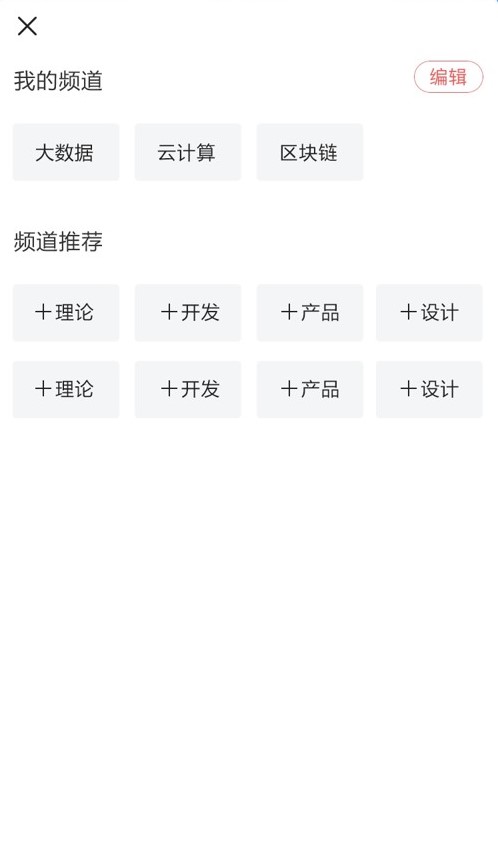 我的频道 编辑
大数据 云计算 区块链
频道推荐
+理论 +开发 +产品 +设计
+理论 +开发 +产品 +设计